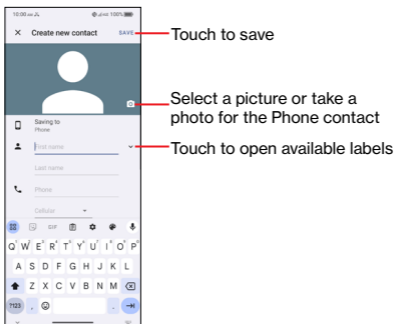 10:00
100%
Create new contact
SAVE
Touch to save
Select a picture or take a
photo for the Phone contact
Saving to
Phone
First name
Touch to open available labels
Last name
Phone
Cellular
GIF
Q W E R T Y U I O P
A S D F G H J K L
Z X C V B N M
?123 , .